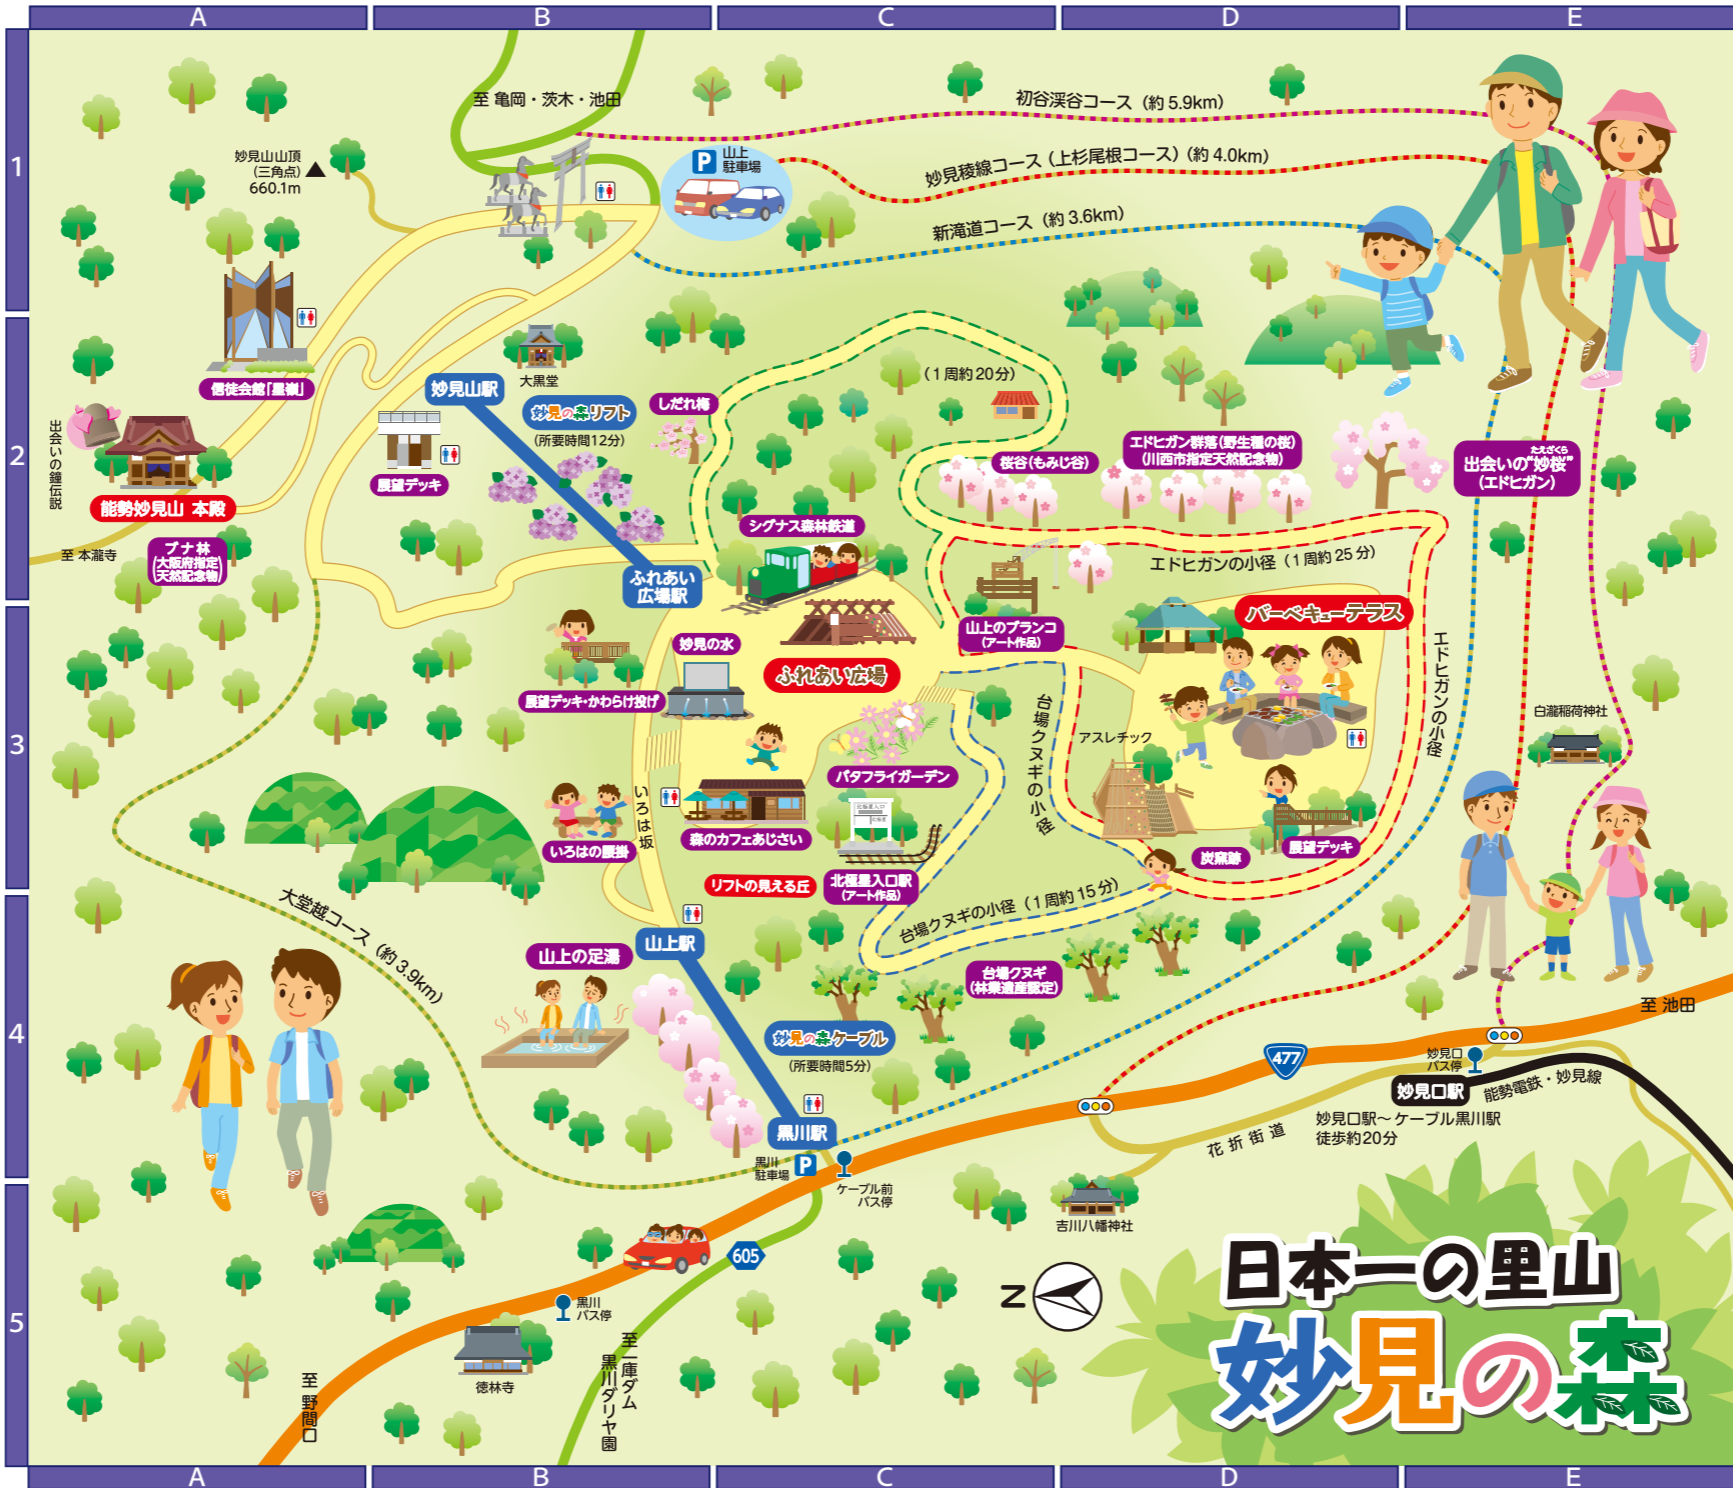 A
B
C
D
E
1
2
3
4
5
至 亀岡・茨木・池田
初谷渓谷コース（約5.9km）
妙見山山頂
（三角点）
660.1m
P
山上
駐車場
妙見稜線コース（上杉尾根コース）（約4.0km）
新滝道コース（約3.6km）
信徒会館「星嶺」
大黒堂
妙見山駅
妙見の森リフト
（所要時間12分）
しだれ梅
（1周約20分）
出会いの鐘伝説
能勢妙見山 本殿
展望デッキ
桜谷（もみじ谷）
エドヒガン群落（野生種の桜）
（川西市指定天然記念物）
たえざくら
出会いの“妙桜”
（エドヒガン）
至 本瀧寺
ブナ林
（大阪府指定
天然記念物）
シグナス森林鉄道
ふれあい
広場駅
エドヒガンの小径（1周約25分）
山上のブランコ
（アート作品）
バーベキューテラス
妙見の水
ふれあい広場
展望デッキ・かわらけ投げ
エドヒガンの小径
台場クヌギの小径
アスレチック
白瀧稲荷神社
バタフライガーデン
北極星入口
北極星
いろは坂
いろはの腰掛
森のカフェあじさい
リフトの見える丘
北極星入口駅
（アート作品）
炭窯跡
展望デッキ
台場クヌギの小径（1周約15分）
大堂越コース（約3.9km）
山上駅
山上の足湯
台場クヌギ
（林業遺産認定）
妙見の森ケーブル
（所要時間5分）
黒川駅
黒川
駐車場
P
ケーブル前
バス停
477
至 池田
妙見口
バス停
妙見口駅
能勢電鉄・妙見線
妙見口駅～ケーブル黒川駅
徒歩約20分
花折街道
吉川八幡神社
605
黒川
バス停
徳林寺
至 野間口
至 一庫ダム
黒川ダリヤ園
N
日本一の里山
妙見の森
A
B
C
D
E